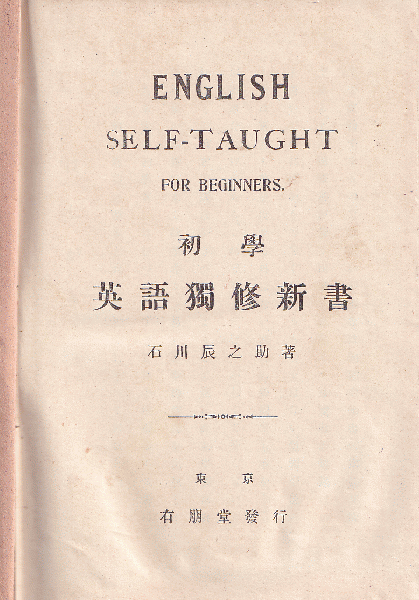 ENGLISH
SELF-TAUGHT
FOR BEGINNERS.
初學
英語獨修新書
石川辰之助著
東京
有朋堂發行